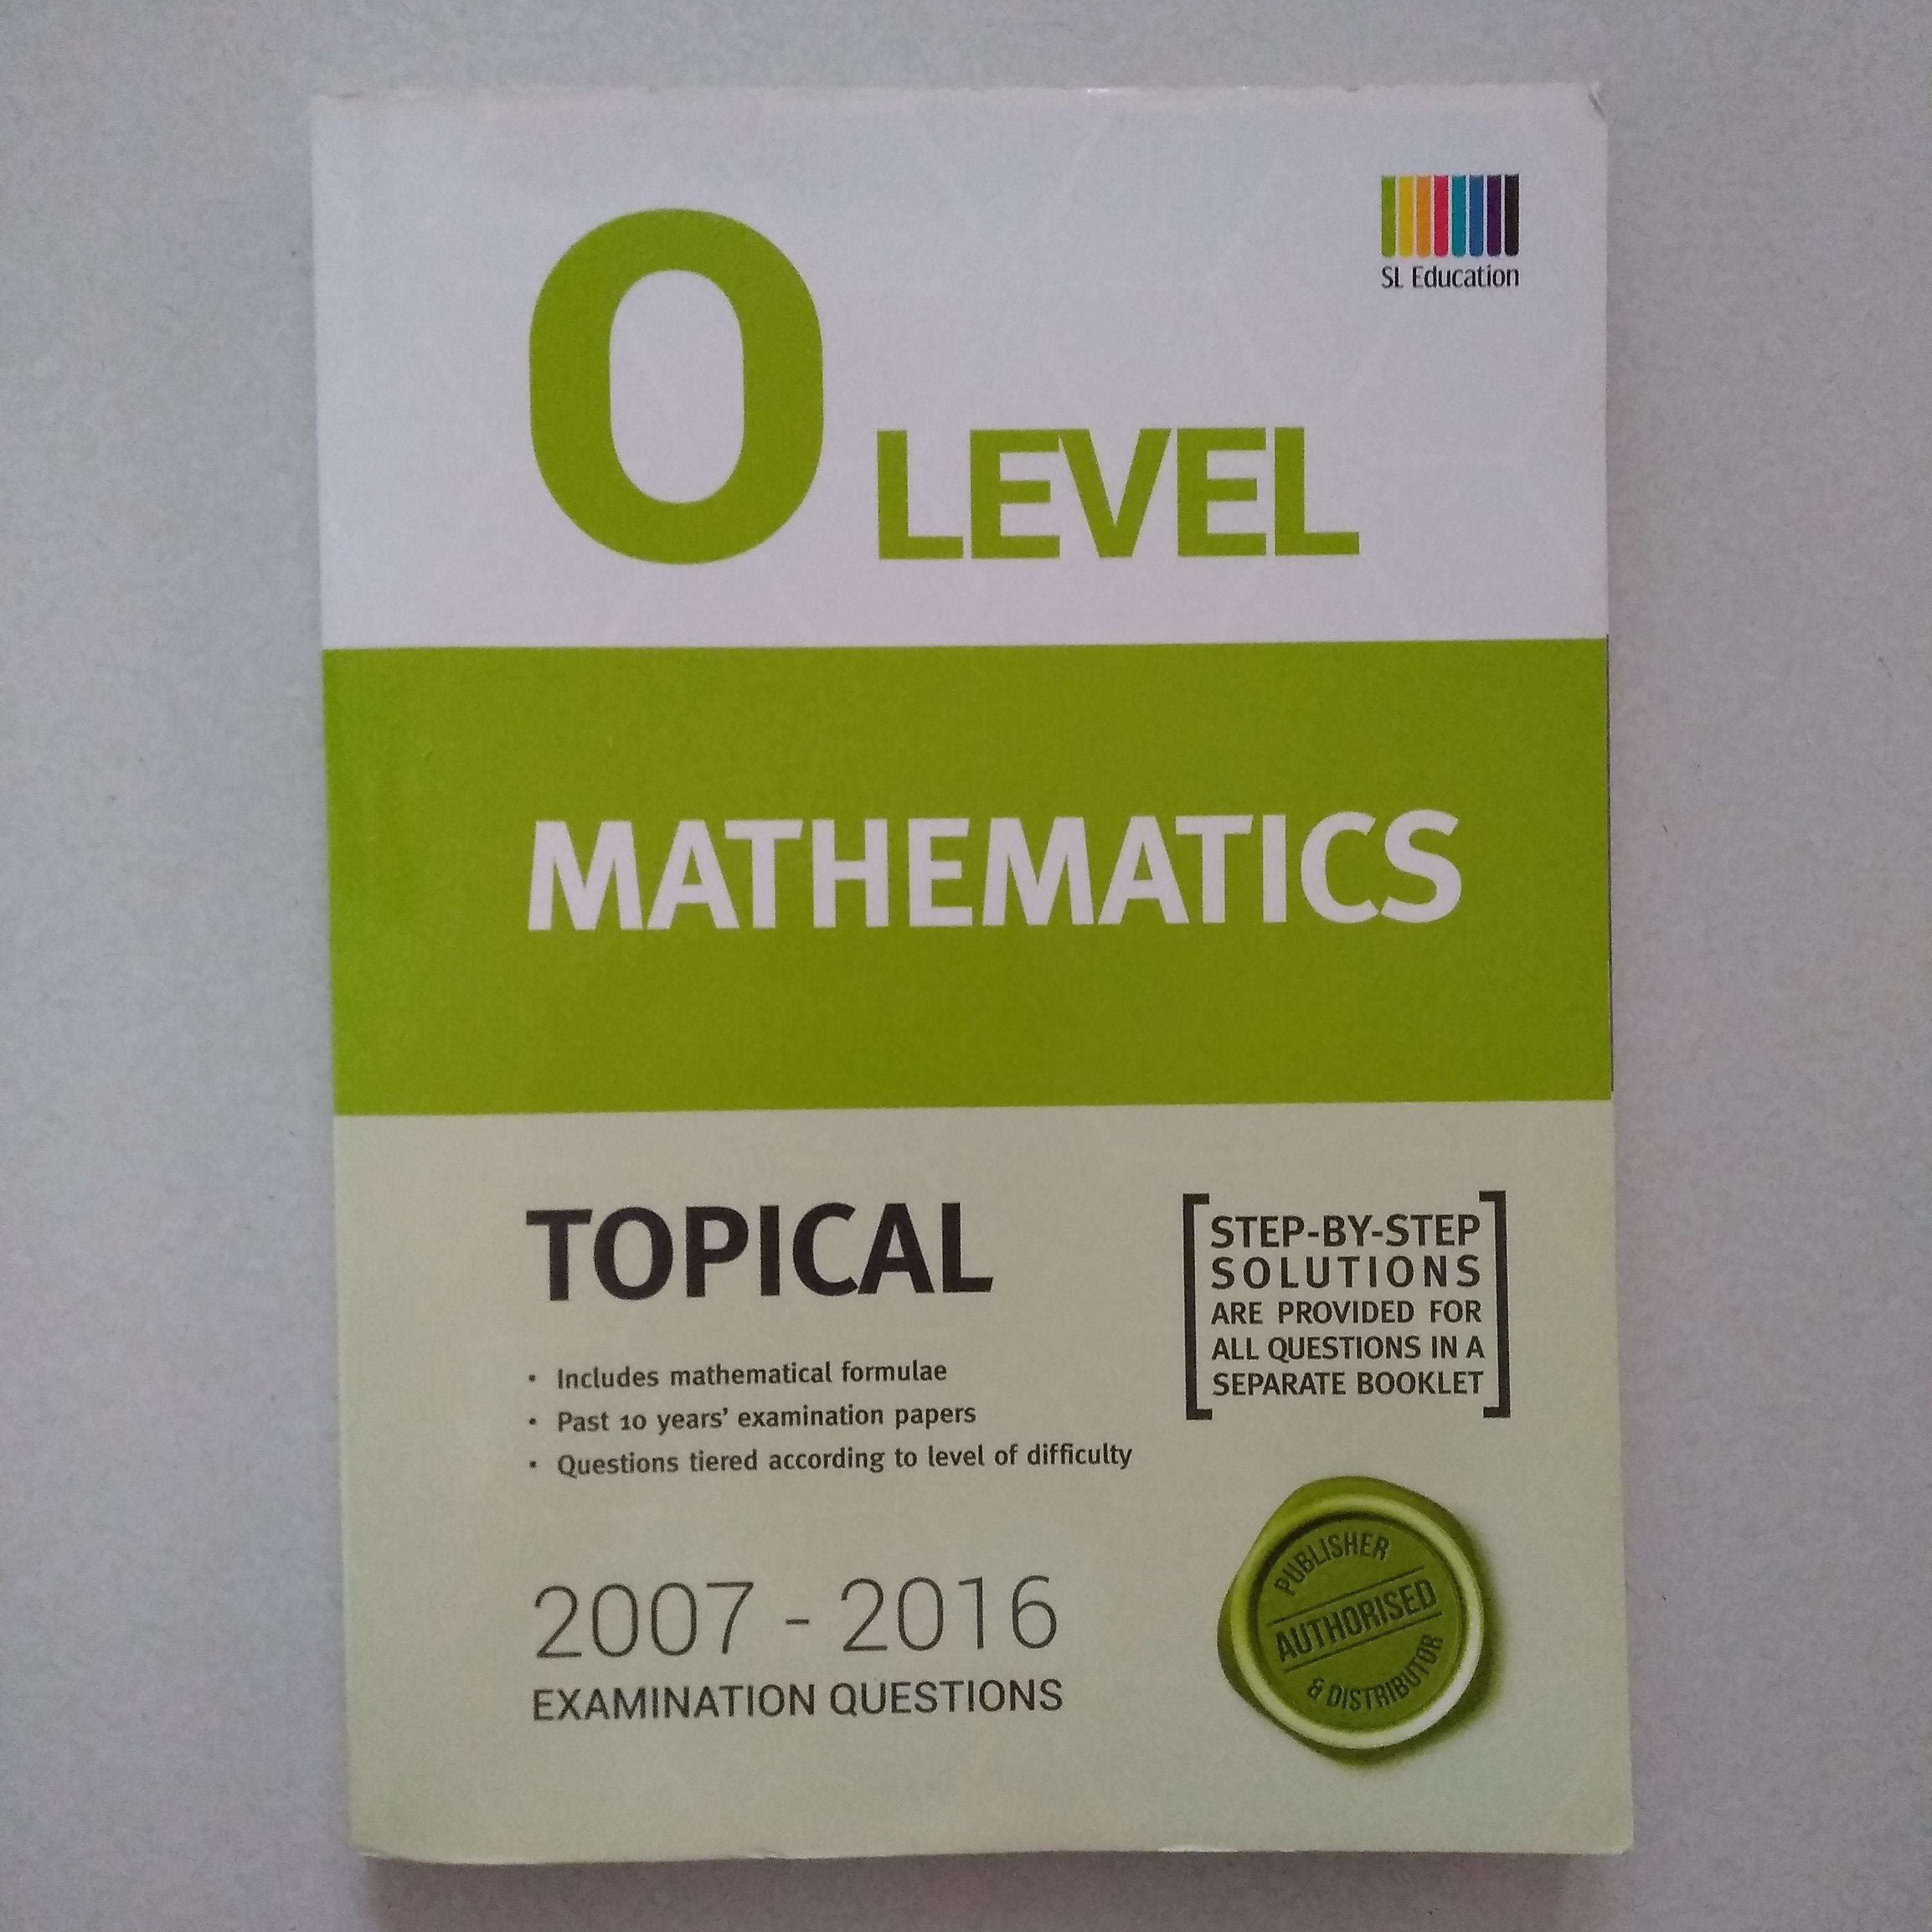 SL Education
O LEVEL
MATHEMATICS
TOPICAL
• Includes mathematical formulae
• Past 10 years' examination papers
• Questions tiered according to level of difficulty
[STEP-BY-STEP
SOLUTIONS
ARE PROVIDED FOR
ALL QUESTIONS IN A
SEPARATE BOOKLET]
2007 - 2016
EXAMINATION QUESTIONS
PUBLISHER
AUTHORISED
& DISTRIBUTOR